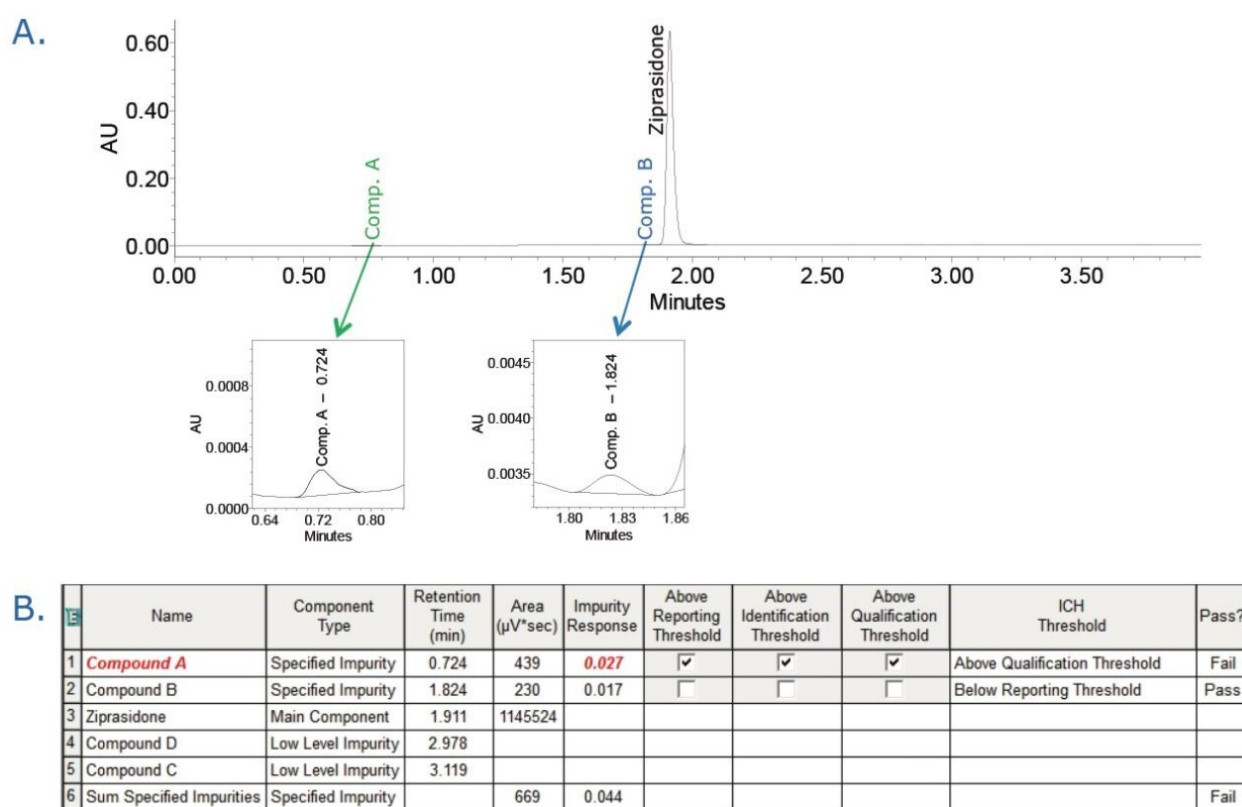 A.
AU
0.60
0.40
0.20
0.00
Comp. A
Comp. B
Ziprasidone
0.00 0.50 1.00 1.50 2.00 2.50 3.00 3.50
Minutes
AU
0.0008
0.0004
0.0000
Comp. A – 0.724
0.64 0.72 0.80
Minutes
AU
0.0045
0.0040
0.0035
Comp. B – 1.824
1.80 1.83 1.86
Minutes
B.
Name Component Type Retention Time (min) Area (µV*sec) Impurity Response Above Reporting Threshold Above Identification Threshold Above Qualification Threshold ICH Threshold Pass?
1 Compound A Specified Impurity 0.724 439 0.027 Above Qualification Threshold Fail
2 Compound B Specified Impurity 1.824 230 0.017 Below Reporting Threshold Pass
3 Ziprasidone Main Component 1.911 1145524
4 Compound D Low Level Impurity 2.978
5 Compound C Low Level Impurity 3.119
6 Sum Specified Impurities Specified Impurity 669 0.044 Fail